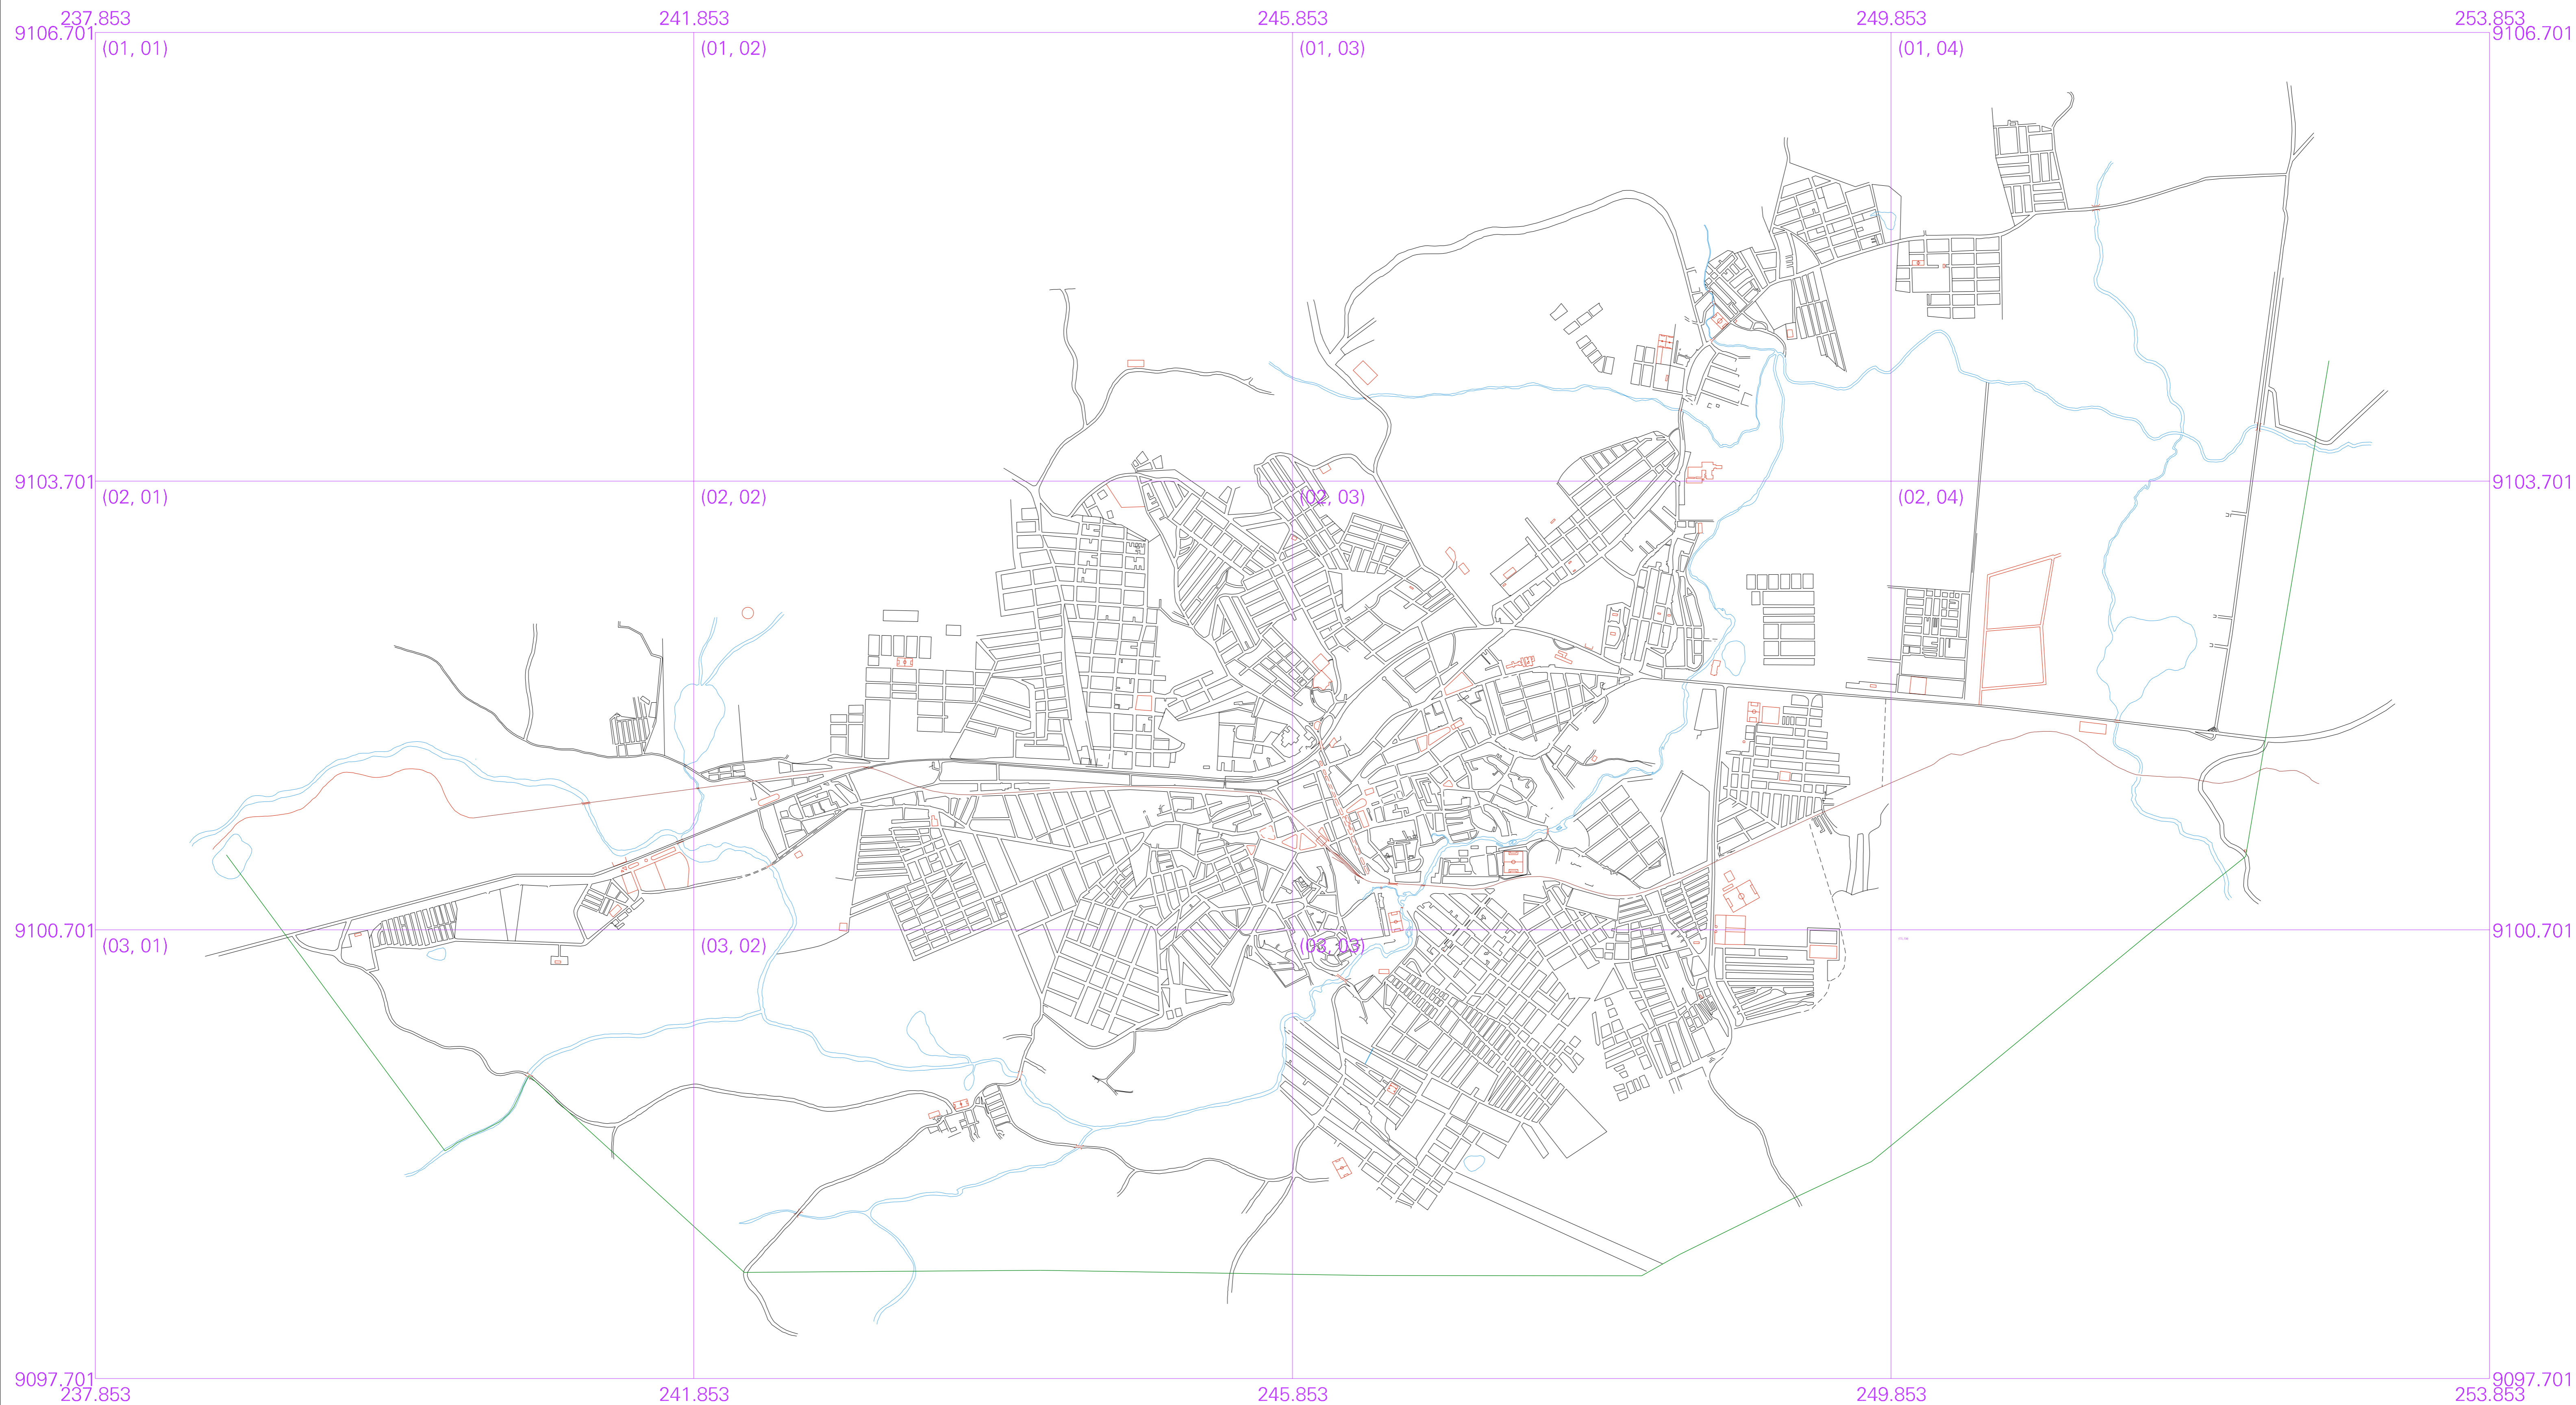 237.853 241.853 245.853 249.853 253.853
9106.701 9106.701
(01, 01) (01, 02) (01, 03) (01, 04)
9103.701 9103.701
(02, 01) (02, 02) (02, 03) (02, 04)
9100.701 9100.701
(03, 01) (03, 02) (03, 03)
9097.701 9097.701
237.853 241.853 245.853 249.853 253.853